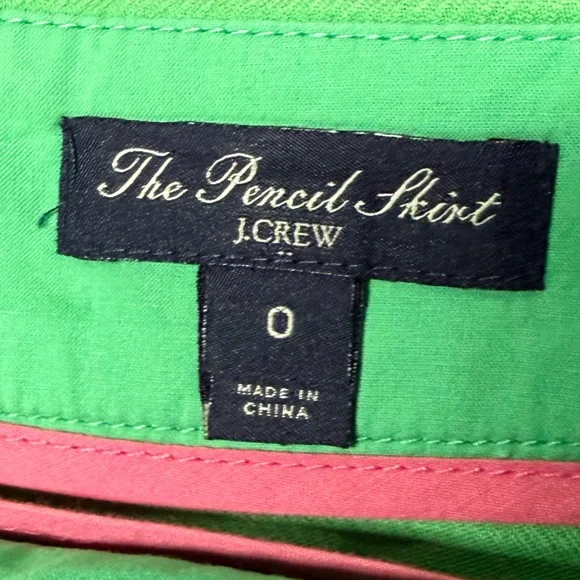 The Pencil Skirt
J.CREW
0
MADE IN
CHINA